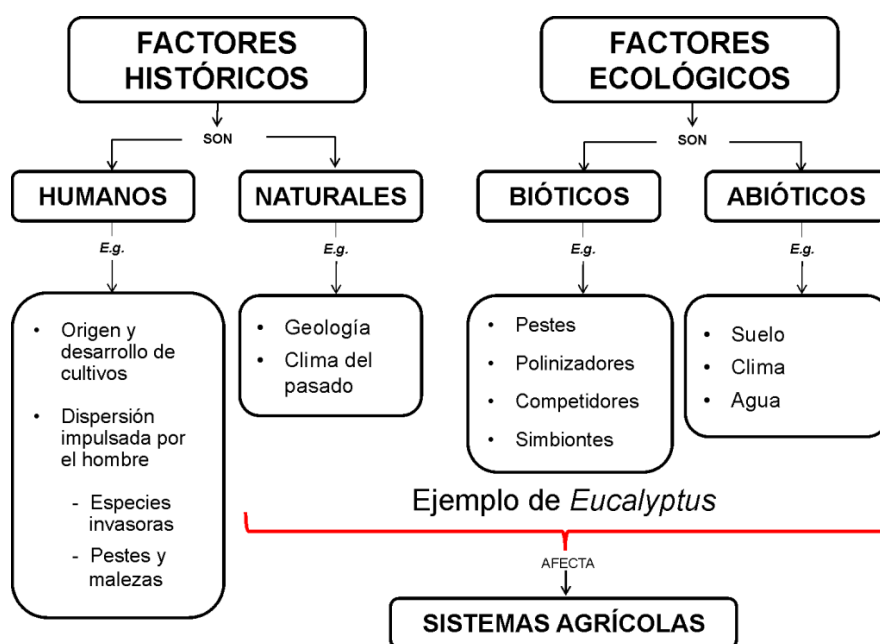 FACTORES
HISTÓRICOS
SON
HUMANOS
NATURALES
E.g.
E.g.
• Origen y
desarrollo de
cultivos
• Dispersión
impulsada por
el hombre
- Especies
invasoras
- Pestes y
malezas
• Geología
• Clima del
pasado
FACTORES
ECOLÓGICOS
SON
BIÓTICOS
ABIÓTICOS
E.g.
E.g.
• Pestes
• Polinizadores
• Competidores
• Simbiontes
• Suelo
• Clima
• Agua
Ejemplo de Eucalyptus
AFECTA
SISTEMAS AGRÍCOLAS